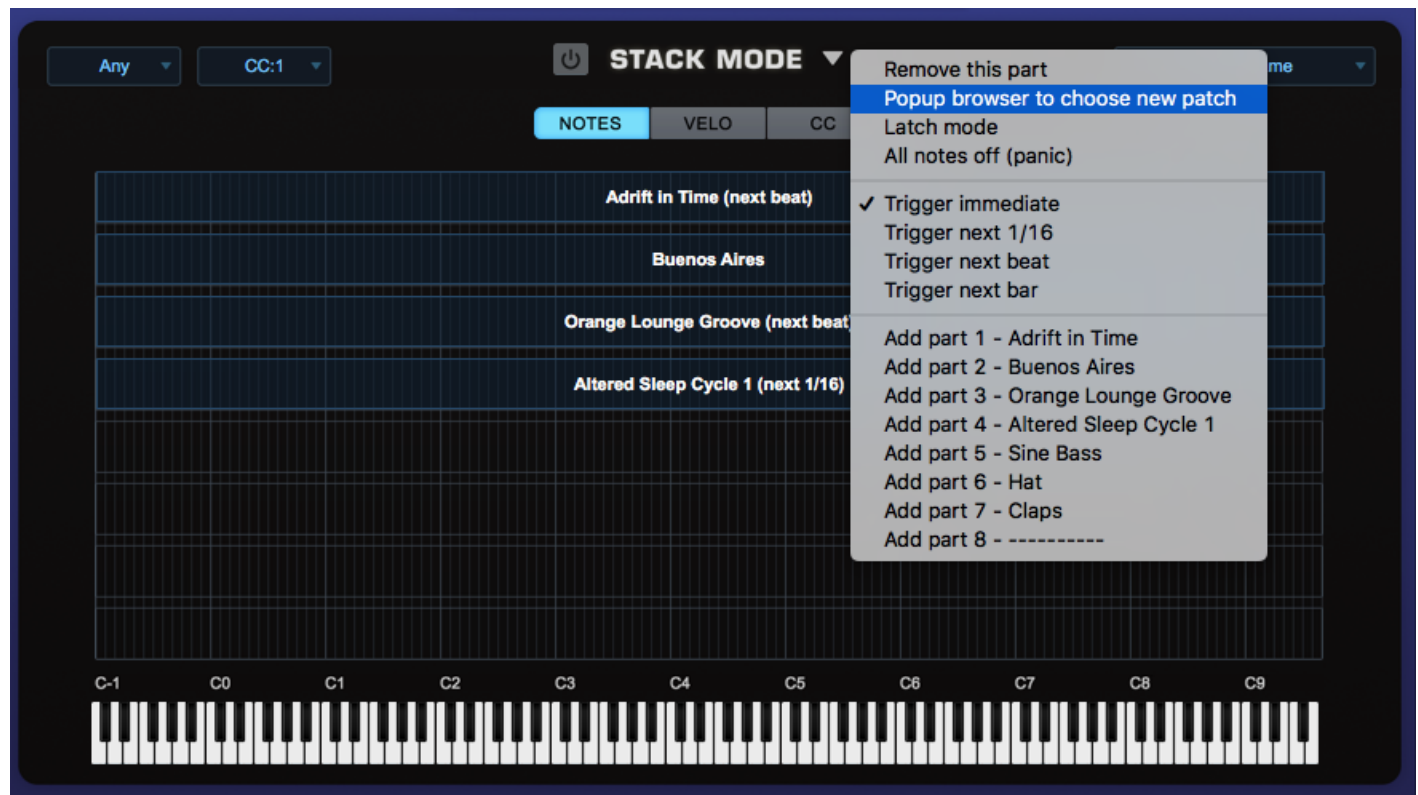 Any
CC:1
STACK MODE
me
NOTES
VELO
CC
Adrift in Time (next beat)
Buenos Aires
Orange Lounge Groove (next beat)
Altered Sleep Cycle 1 (next 1/16)
Remove this part
Popup browser to choose new patch
Latch mode
All notes off (panic)
✓ Trigger immediate
Trigger next 1/16
Trigger next beat
Trigger next bar
Add part 1 - Adrift in Time
Add part 2 - Buenos Aires
Add part 3 - Orange Lounge Groove
Add part 4 - Altered Sleep Cycle 1
Add part 5 - Sine Bass
Add part 6 - Hat
Add part 7 - Claps
Add part 8 - ----------
C-1 C0 C1 C2 C3 C4 C5 C6 C7 C8 C9